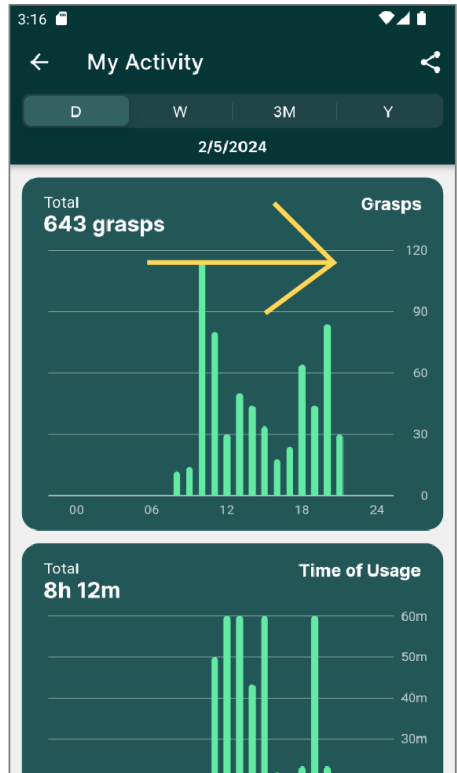 3:16
My Activity
D W 3M Y
2/5/2024
Total
Grasps
643 grasps
120
90
60
30
0
00 06 12 18 24
Total
Time of Usage
8h 12m
60m
50m
40m
30m